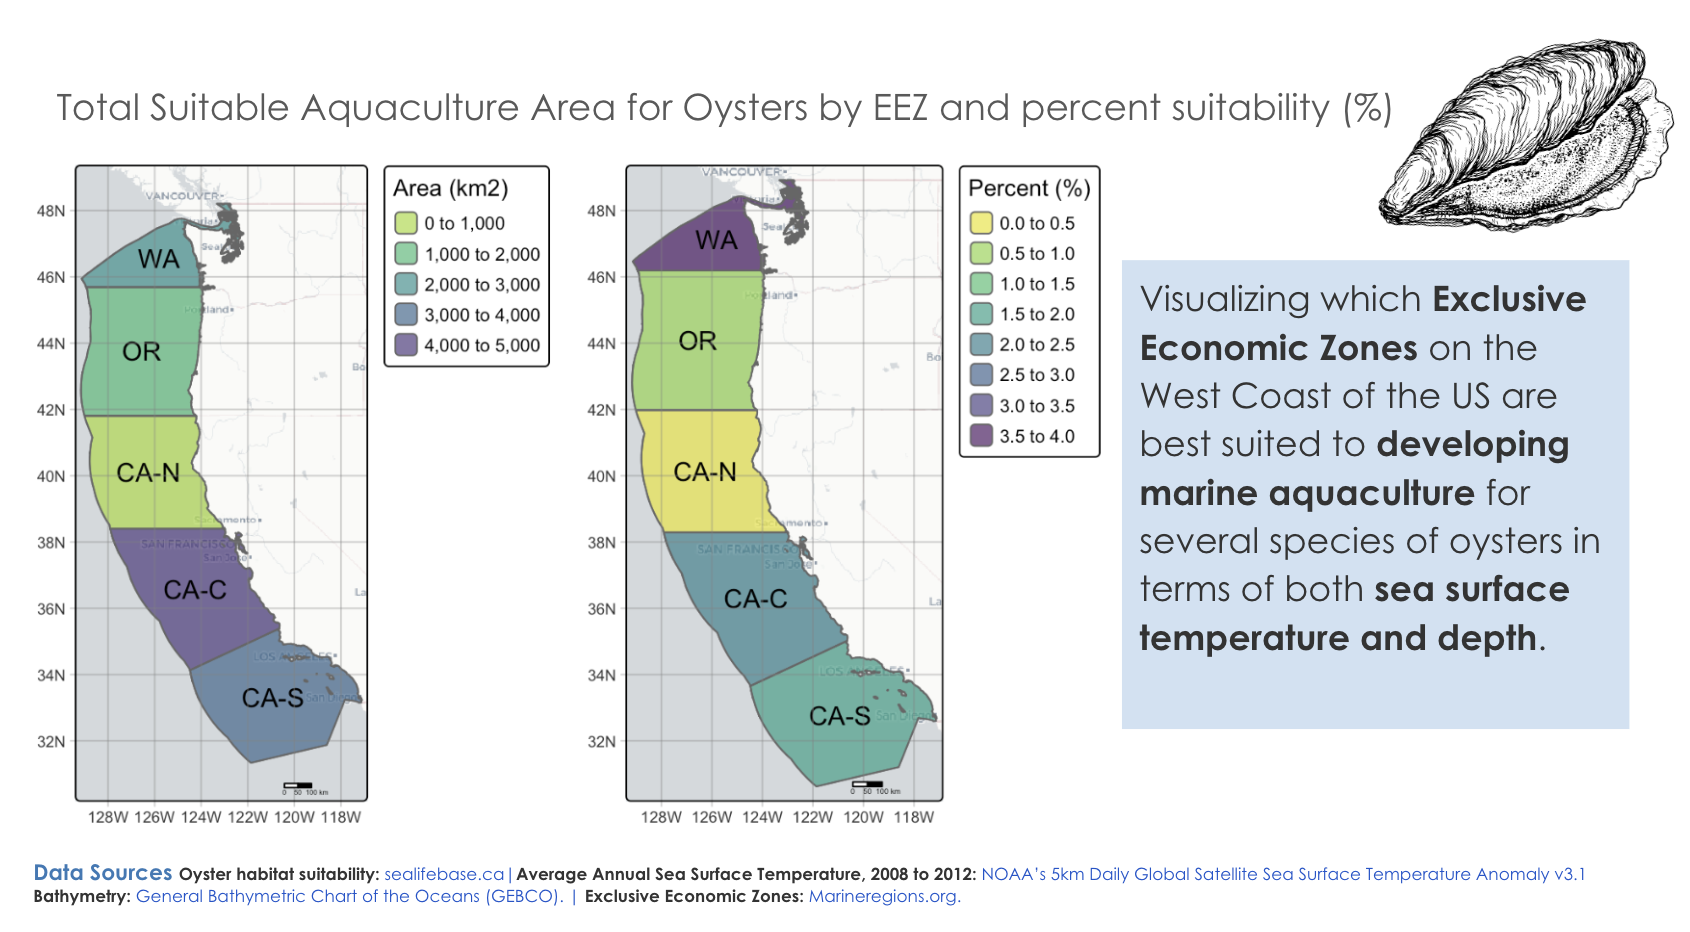 Total Suitable Aquaculture Area for Oysters by EEZ and percent suitability (%)
VANCOUVER
48N
46N
44N
42N
40N
38N
36N
34N
32N
WA
OR
CA-N
CA-C
CA-S
SAN FRANCISCO
San Jose
San Diego
0 50 100 km
128W 126W 124W 122W 120W 118W
Area (km2)
0 to 1,000
1,000 to 2,000
2,000 to 3,000
3,000 to 4,000
4,000 to 5,000
VANCOUVER
48N
46N
44N
42N
40N
38N
36N
34N
32N
WA
OR
CA-N
CA-C
CA-S
SAN FRANCISCO
San Jose
LOS ANGELES
San Diego
0 50 100 km
128W 126W 124W 122W 120W 118W
Percent (%)
0.0 to 0.5
0.5 to 1.0
1.0 to 1.5
1.5 to 2.0
2.0 to 2.5
2.5 to 3.0
3.0 to 3.5
3.5 to 4.0
Visualizing which Exclusive
Economic Zones on the
West Coast of the US are
best suited to developing
marine aquaculture for
several species of oysters in
terms of both sea surface
temperature and depth.
Data Sources Oyster habitat suitability: sealifebase.ca|Average Annual Sea Surface Temperature, 2008 to 2012: NOAA's 5km Daily Global Satellite Sea Surface Temperature Anomaly v3.1
Bathymetry: General Bathymetric Chart of the Oceans (GEBCO). | Exclusive Economic Zones: Marineregions.org.